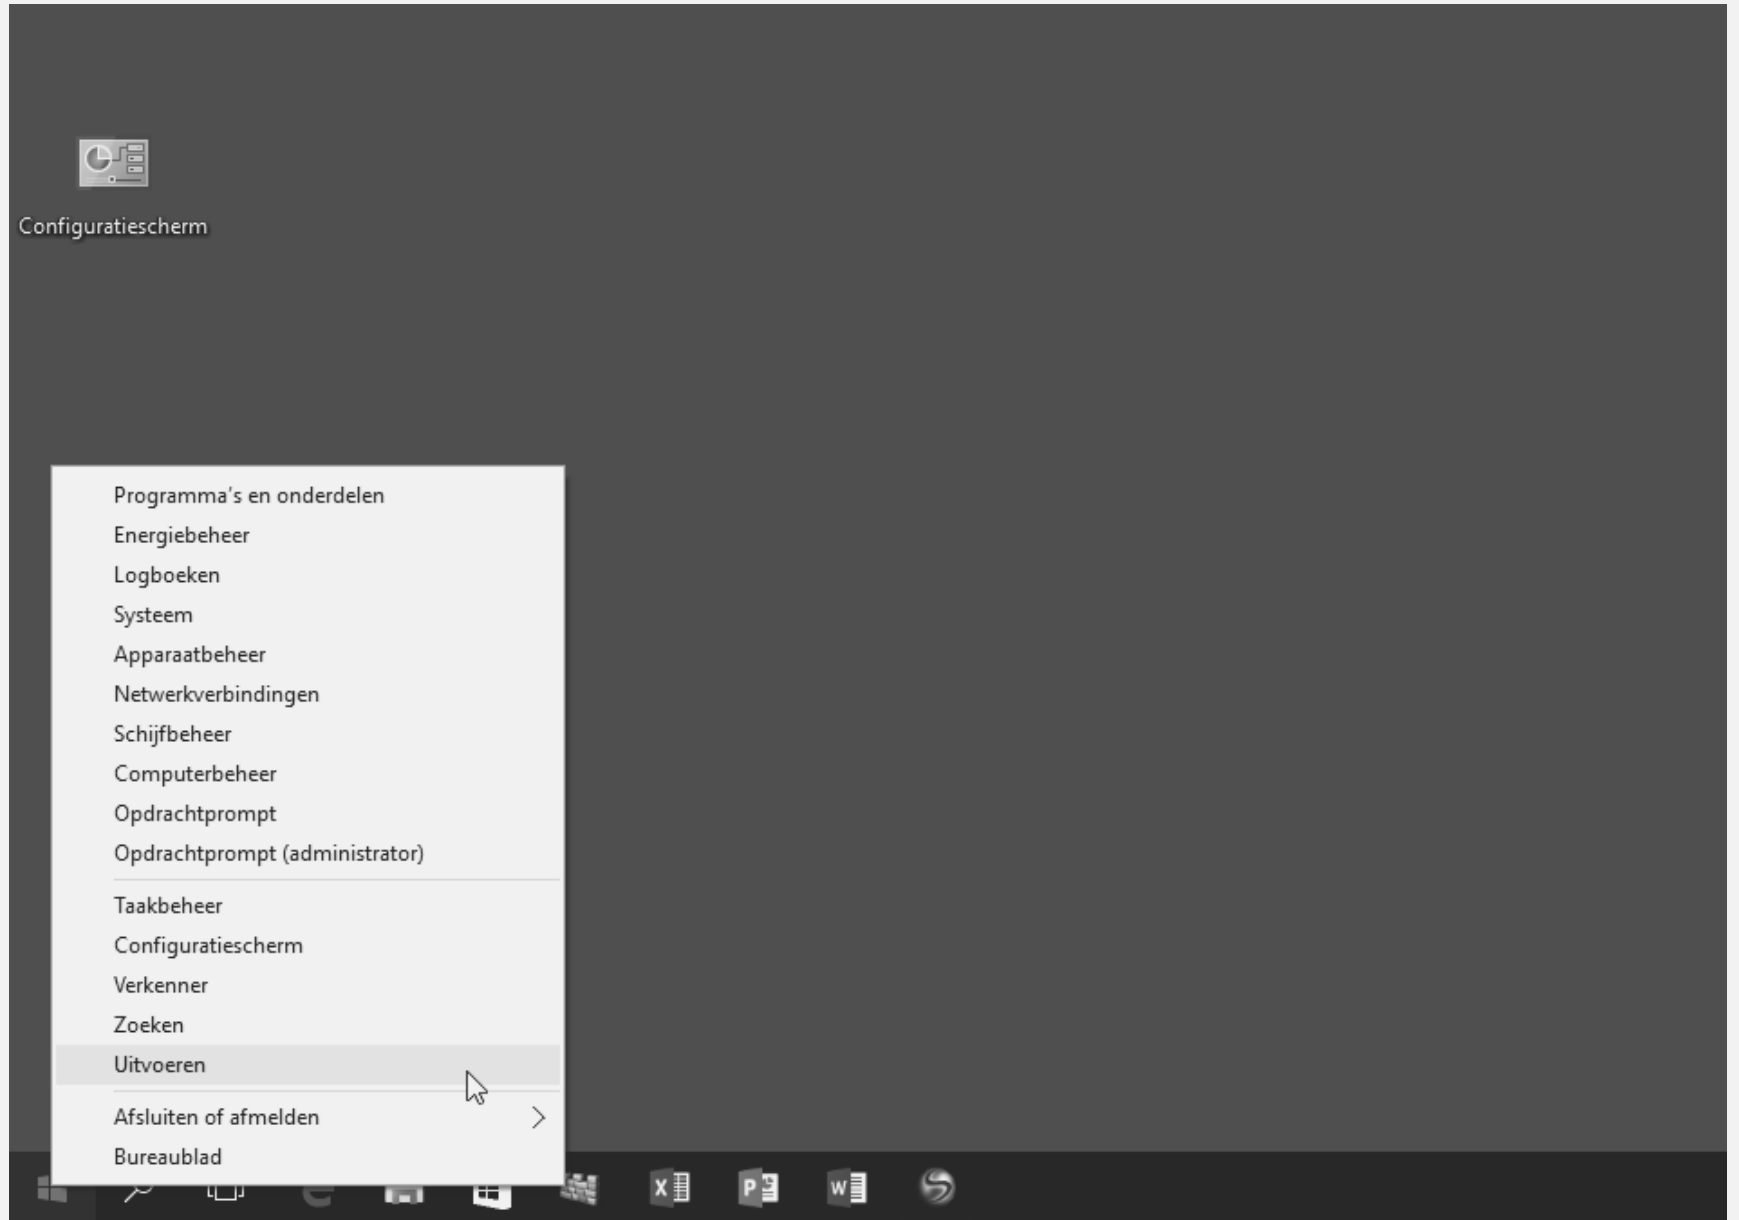 Configuratiescherm
Programma's en onderdelen
Energiebeheer
Logboeken
Systeem
Apparaatbeheer
Netwerkverbindingen
Schijfbeheer
Computerbeheer
Opdrachtprompt
Opdrachtprompt (administrator)
Taakbeheer
Configuratiescherm
Verkenner
Zoeken
Uitvoeren
Afsluiten of afmelden
Bureaublad